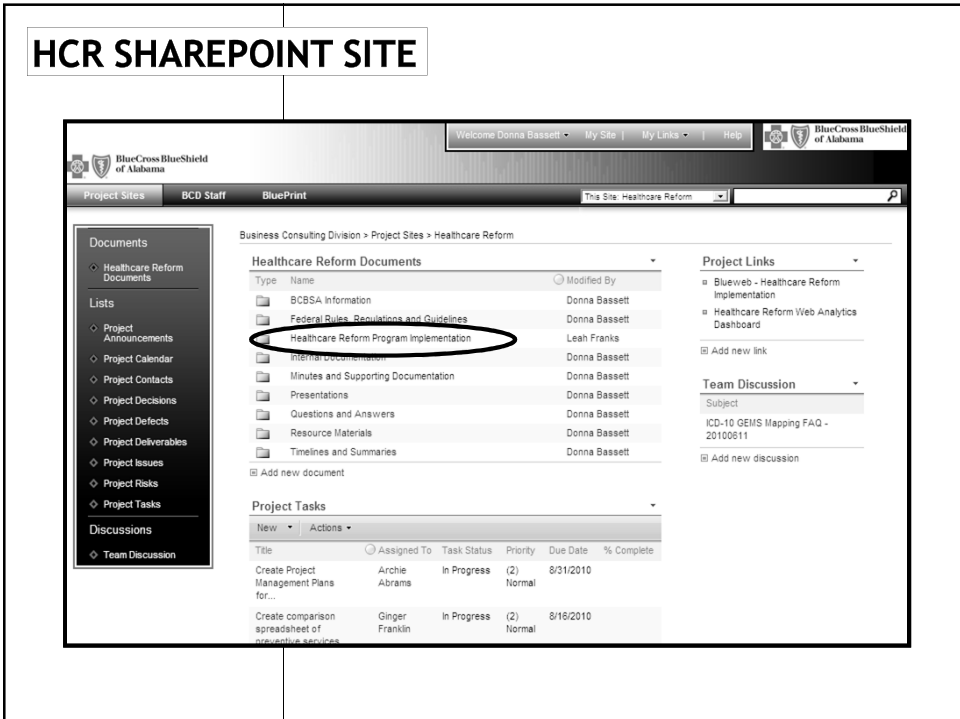 HCR SHAREPOINT SITE
Welcome Donna Bassett My Site | My Links | Help
BlueCross BlueShield
of Alabama
BlueCross BlueShield
of Alabama
Project Sites BCD Staff BluePrint
This Site: Healthcare Reform
Business Consulting Division > Project Sites > Healthcare Reform
Documents
Healthcare Reform
Documents
Lists
Project
Announcements
Project Calendar
Project Contacts
Project Decisions
Project Defects
Project Deliverables
Project Issues
Project Risks
Project Tasks
Discussions
Team Discussion
Healthcare Reform Documents
Type Name Modified By
BCBSA Information Donna Bassett
Federal Rules, Regulations and Guidelines Donna Bassett
Healthcare Reform Program Implementation Leah Franks
Internal Documentation Donna Bassett
Minutes and Supporting Documentation Donna Bassett
Presentations Donna Bassett
Questions and Answers Donna Bassett
Resource Materials Donna Bassett
Timelines and Summaries Donna Bassett
Add new document
Project Tasks
New Actions
Title Assigned To Task Status Priority Due Date % Complete
Create Project Archie In Progress (2) 8/31/2010
Management Plans Abrams Normal
for...
Create comparison Ginger In Progress (2) 8/16/2010
spreadsheet of Franklin Normal
preventive services
Project Links
Blueweb - Healthcare Reform
Implementation
Healthcare Reform Web Analytics
Dashboard
Add new link
Team Discussion
Subject
ICD-10 GEMS Mapping FAQ -
20100611
Add new discussion